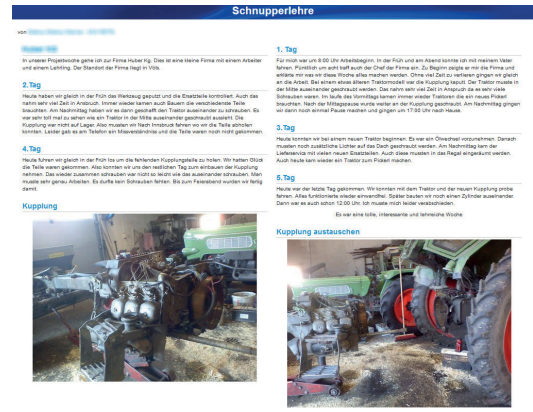 Schnupperlehre
von
Huber KG
In unserer Projektwoche gehe ich zur Firma Huber Kg. Dies ist eine kleine Firma mit einem Arbeiter
und einem Lehrling. Der Standort der Firma liegt in Völs.
2.Tag
Heute haben wir gleich in der Früh das Werkzeug geputzt und die Ersatzteile kontrolliert. Auch das
nahm sehr viel Zeit in Anspruch. Immer wieder kamen auch Bauern die verschiedenste Teile
brauchten. Am Nachmittag haben wir es dann geschafft den Traktor auseinander zu schrauben. Es
war sehr toll mal zu sehen wie ein Traktor in der Mitte auseinander geschraubt aussieht. Die
Kupplung war nicht auf Lager. Also mussten wir Nach Innsbruck fahren wo wir die Teile abholen
konnten. Leider gab es am Telefon ein Missverständnis und die Teile waren noch nicht gekommen.
4.Tag
Heute fuhren wir gleich in der Früh los um die fehlenden Kupplungsteile zu holen. Wir hatten Glück
die Teile waren gekommen. Also konnten wir uns den restlichen Tag zum einbauen der Kupplung
nehmen. Das wieder zusammen schrauben war nicht so leicht wie das auseinander schrauben. Man
musste sehr genau Arbeiten. Es durfte kein Schrauben fehlen. Bis zum Feierabend wurden wir fertig
damit.
Kupplung
1. Tag
Für mich war um 8.00 Uhr Arbeitsbeginn. In der Früh und am Abend konnte ich mit meinem Vater
fahren. Pünktlich um acht traff auch der Chef der Firma ein. Zu Beginn zeigte er mir die Firma und
erklärte mir was wir diese Woche alles machen werden. Ohne viel Zeit zu verlieren gingen wir gleich
an die Arbeit. Bei einem etwas älteren Traktormodell war die Kupplung kaputt. Der Traktor musste in
der Mitte auseinander geschraubt werden. Das nahm sehr viel Zeit in Anspruch da es sehr viele
Schrauben waren. Im laufe des Vormittags kamen immer wieder Traktoren die ein neues Pickerl
brauchten. Nach der Mittagspause wurde weiter an der Kupplung geschraubt. Am Nachmittag gingen
wir dann noch einmal Pause machen und gingen um 17.00 Uhr nach Hause.
3.Tag
Heute konnten wir bei einem neuen Traktor beginnen. Es war ein Ölwechsel vorzunehmen. Danach
mussten noch zusätzliche Lichter auf das Dach geschraubt werden. Am Nachmittag kam der
Lieferservice mit vielen neuen Ersatzteilen. Auch diese mussten in das Regal eingeräumt werden.
Auch heute kam wieder ein Traktor zum Pickerl machen.
5.Tag
Heute war der letzte Tag gekommen. Wir konnten mit dem Traktor und der neuen Kupplung probe
fahren. Alles funktionierte wieder einwandfrei. Später bauten wir noch einen Zylinder auseinander.
Dann war es auch schon 12:00 Uhr. Ich musste mich leider verabschieden.
Es war eine tolle, interessante und lehrreiche Woche
Kupplung austauschen